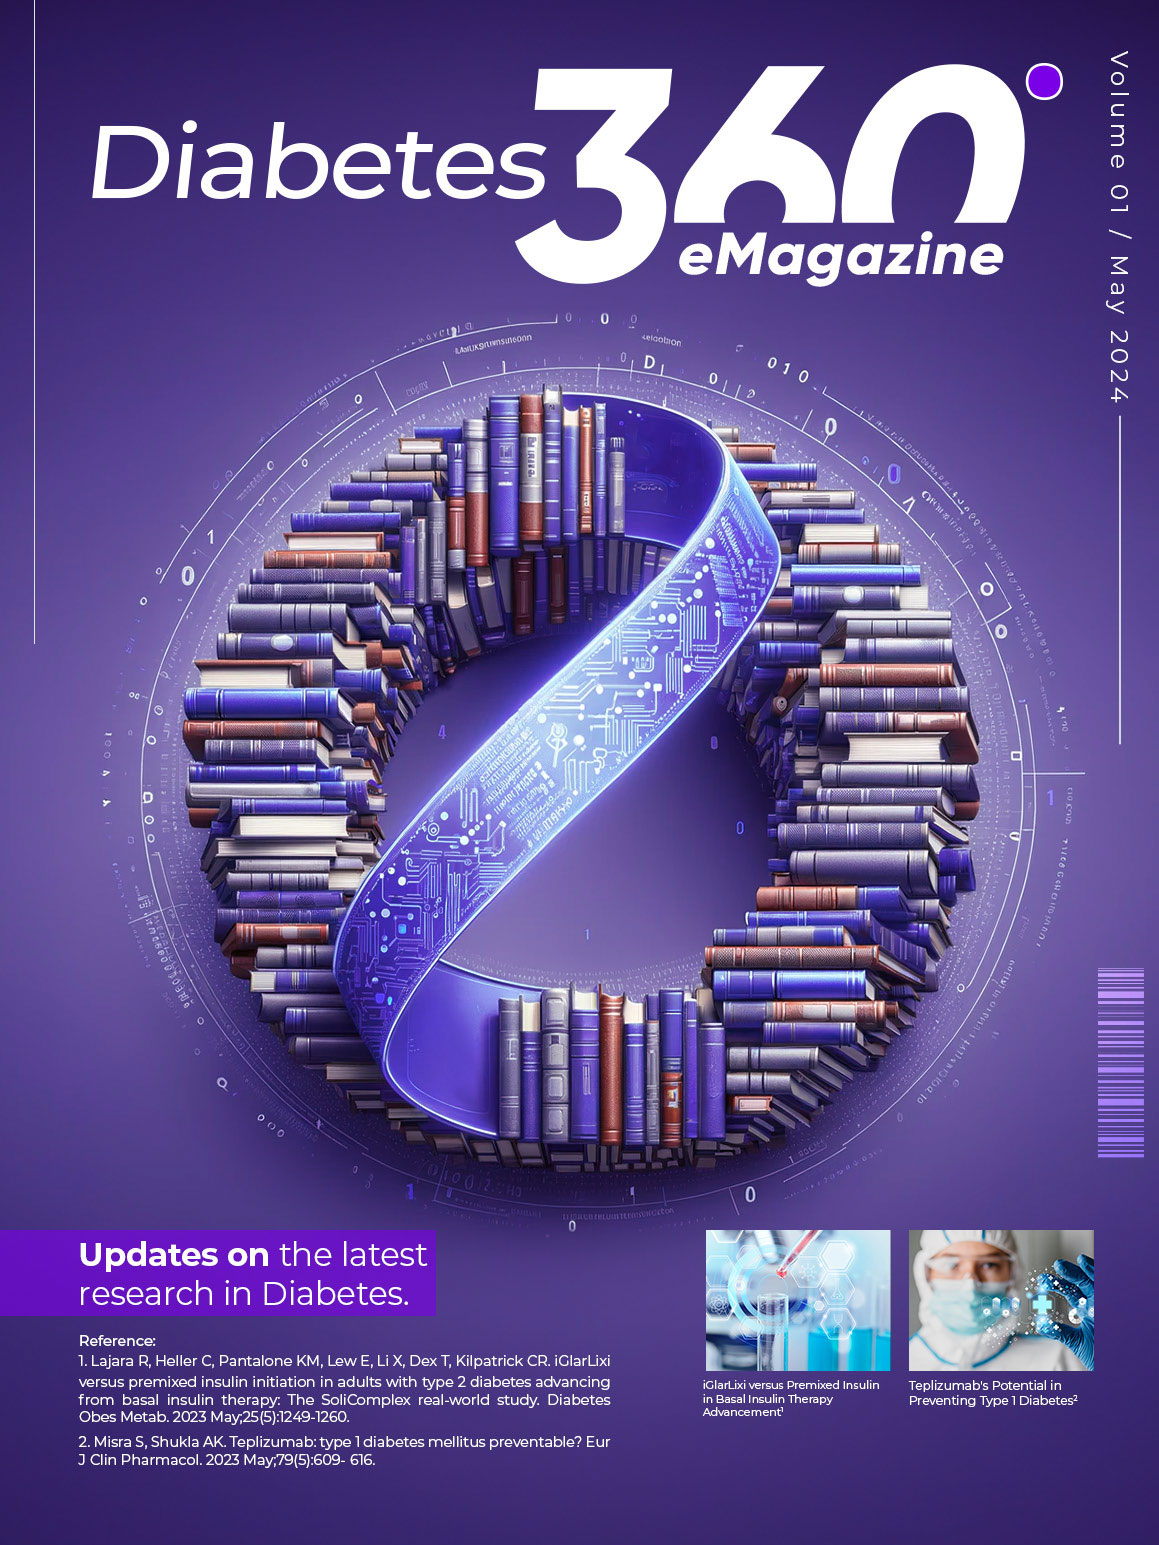 Diabetes 360°
eMagazine
Volume 01 / May 2024
Updates on the latest
research in Diabetes.
Reference:
1. Lajara R, Heller C, Pantalone KM, Lew E, Li X, Dex T, Kilpatrick CR. iGlarLixi
versus premixed insulin initiation in adults with type 2 diabetes advancing
from basal insulin therapy: The SoliComplex real-world study. Diabetes
Obes Metab. 2023 May;25(5):1249-1260.
2. Misra S, Shukla AK. Teplizumab: type 1 diabetes mellitus preventable? Eur
J Clin Pharmacol. 2023 May;79(5):609- 616.
iGlarLixi versus Premixed Insulin
in Basal Insulin Therapy
Advancement¹
Teplizumab's Potential in
Preventing Type 1 Diabetes²